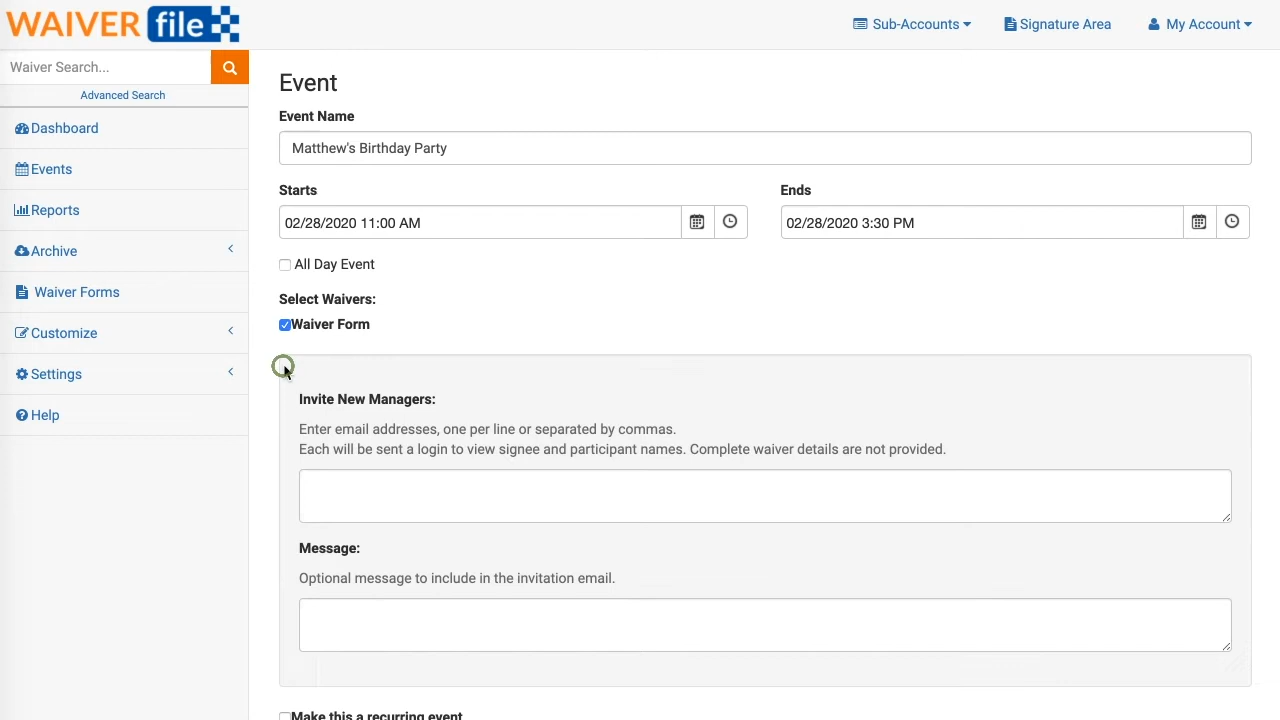 WAIVER file
Sub-Accounts
Signature Area
My Account
Waiver Search...
Advanced Search
Dashboard
Events
Reports
Archive
Waiver Forms
Customize
Settings
Help
Event
Event Name
Matthew's Birthday Party
Starts
Ends
02/28/2020 11:00 AM
02/28/2020 3:30 PM
All Day Event
Select Waivers:
Waiver Form
Invite New Managers:
Enter email addresses, one per line or separated by commas.
Each will be sent a login to view signee and participant names. Complete waiver details are not provided.
Message:
Optional message to include in the invitation email.
Make this a recurring event